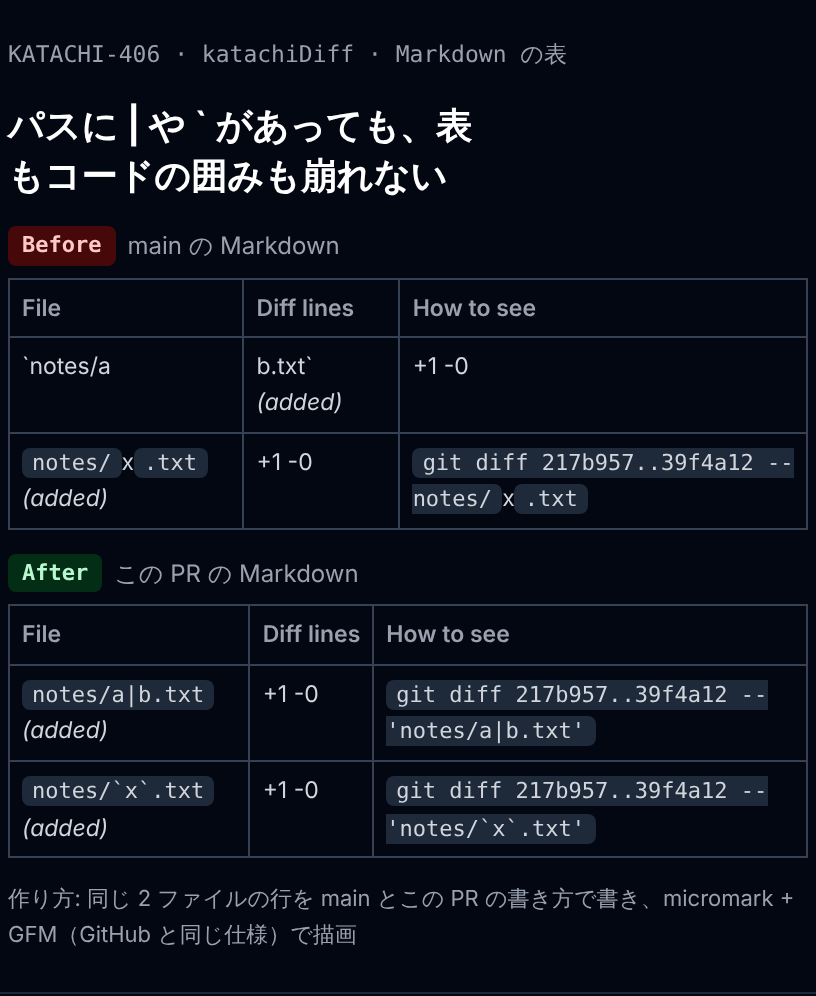 KATACHI-406 · katachiDiff · Markdown の表
パスに | や ` があっても、表
もコードの囲みも崩れない
Before main の Markdown
File Diff lines How to see
`notes/a b.txt` +1 -0
(added)
notes/ x .txt +1 -0 git diff 217b957..39f4a12 --
(added) notes/ x .txt
After この PR の Markdown
File Diff lines How to see
notes/a|b.txt +1 -0 git diff 217b957..39f4a12 --
(added) 'notes/a|b.txt'
notes/`x`.txt +1 -0 git diff 217b957..39f4a12 --
(added) 'notes/`x`.txt'
作り方: 同じ 2 ファイルの行を main とこの PR の書き方で書き、micromark +
GFM（GitHub と同じ仕様）で描画